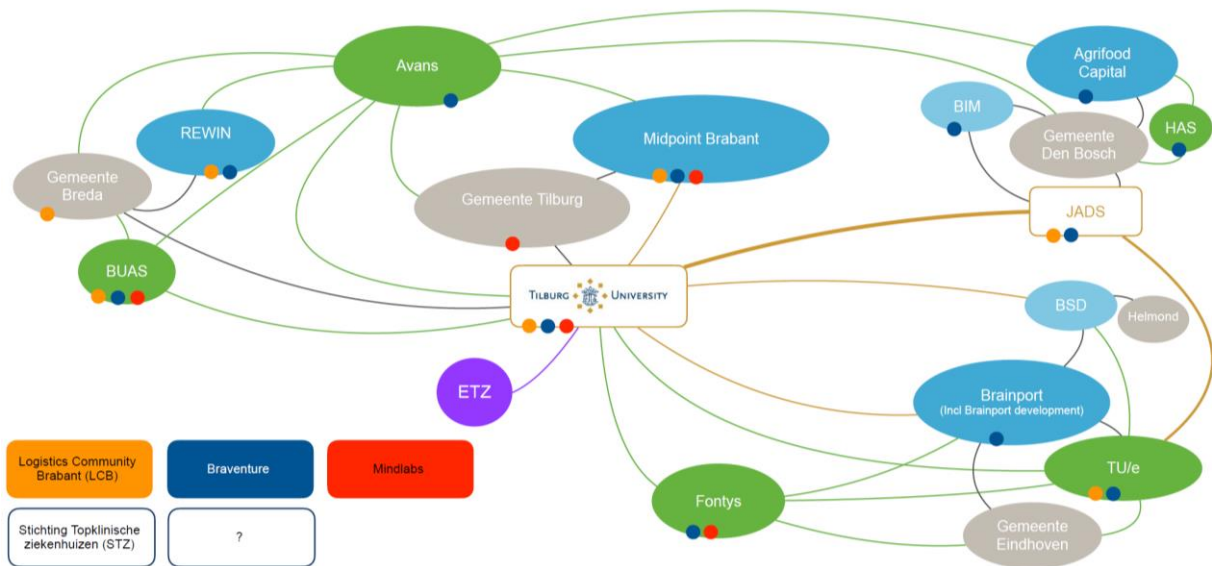 Avans
Agrifood
Capital
BIM
HAS
REWIN
Midpoint Brabant
Gemeente
Den Bosch
Gemeente
Breda
Gemeente Tilburg
JADS
BUAS
TILBURG UNIVERSITY
BSD
Helmond
ETZ
Brainport
(Incl Brainport development)
Logistics Community
Brabant (LCB)
Braventure
Mindlabs
TU/e
Fontys
Stichting Topklinische
ziekenhuizen (STZ)
?
Gemeente
Eindhoven